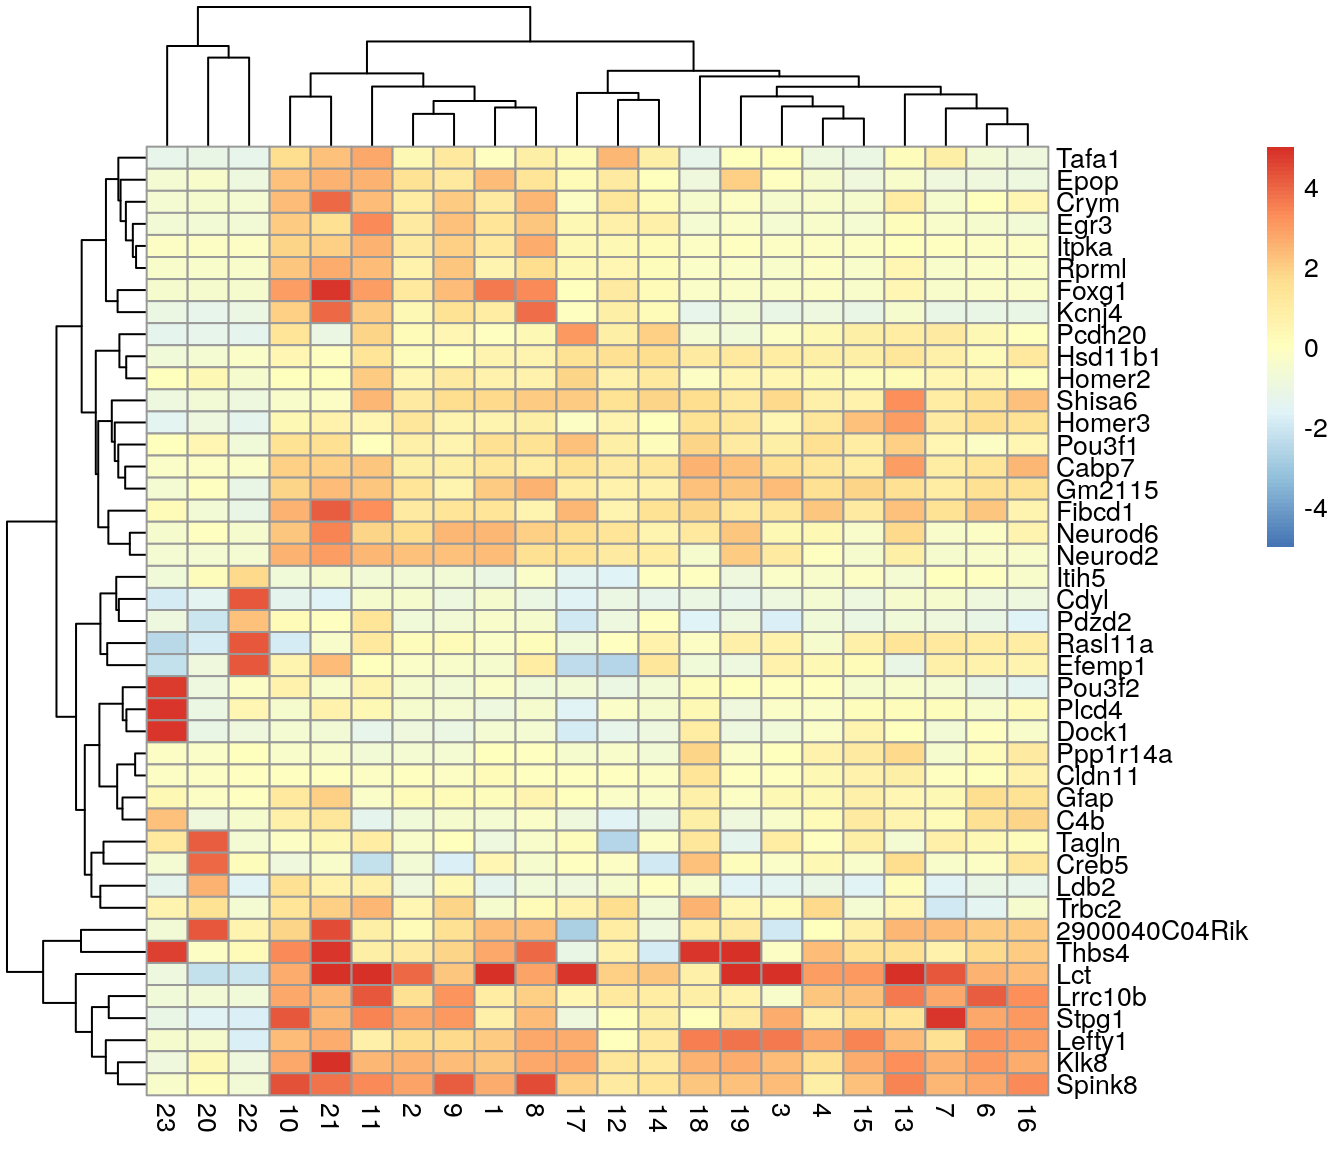 Tafa1
Epop
Crym
Egr3
Itpka
Rprml
Foxg1
Kcnj4
Pcdh20
Hsd11b1
Homer2
Shisa6
Homer3
Pou3f1
Cabp7
Gm2115
Fibcd1
Neurod6
Neurod2
Itih5
Cdyl
Pdzd2
Rasl11a
Efemp1
Pou3f2
Plcd4
Dock1
Ppp1r14a
Cldn11
Gfap
C4b
Tagln
Creb5
Ldb2
Trbc2
2900040C04Rik
Thbs4
Lct
Lrrc10b
Stpg1
Lefty1
Klk8
Spink8
23 20 22 10 21 11 2 9 1 8 17 12 14 18 19 3 4 15 13 7 6 16
4
2
0
-2
-4